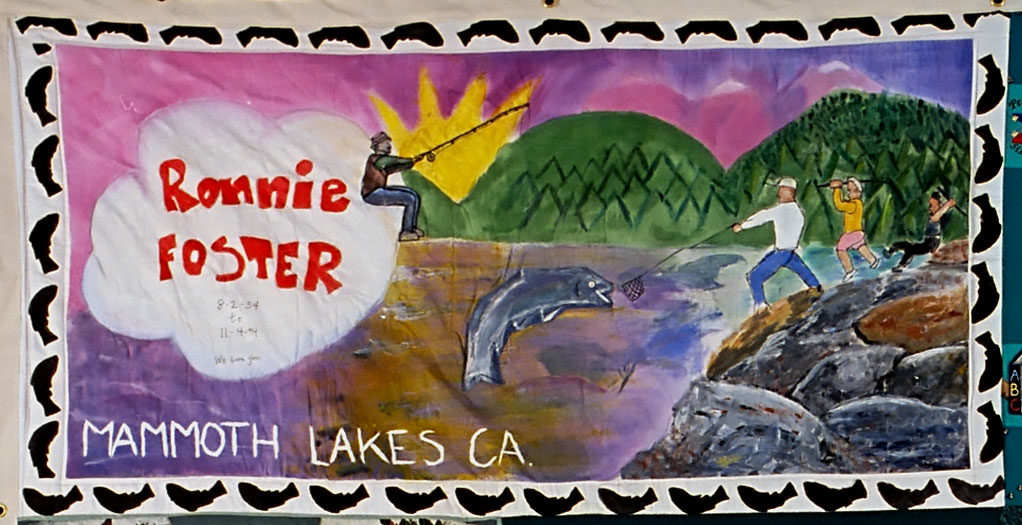 Ronnie
FOSTER
8-2-54
to
11-4-94
We love you
MAMMOTH LAKES CA.
A
B
C